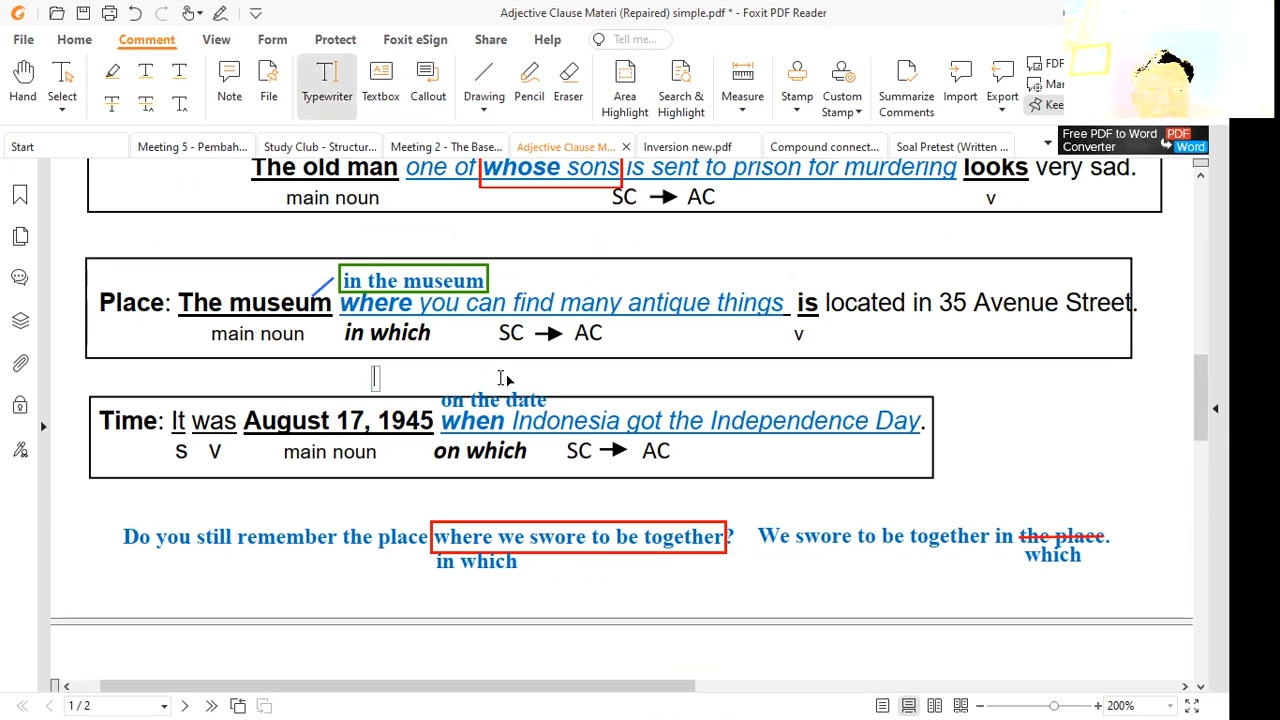 Adjective Clause Materi (Repaired) simple.pdf * - Foxit PDF Reader
File Home Comment View Form Protect Foxit eSign Share Help Tell me...
Hand Select Note File Typewriter Textbox Callout Drawing Pencil Eraser Area Highlight Search & Highlight Measure Stamp Custom Stamp Summarize Comments Import Export FDF
Kee
Start Meeting 5 - Pembah... Study Club - Structur... Meeting 2 - The Base... Adjective Clause M... Inversion new.pdf Compound connect... Soal Pretest (Written ... Free PDF to Word Converter PDF Word
The old man one of whose sons is sent to prison for murdering looks very sad.
main noun SC AC v
in the museum
Place: The museum where you can find many antique things is located in 35 Avenue Street.
main noun in which SC AC v
on the date
Time: It was August 17, 1945 when Indonesia got the Independence Day.
S V main noun on which SC AC
Do you still remember the place where we swore to be together? We swore to be together in the place.
in which which
1 / 2 200%